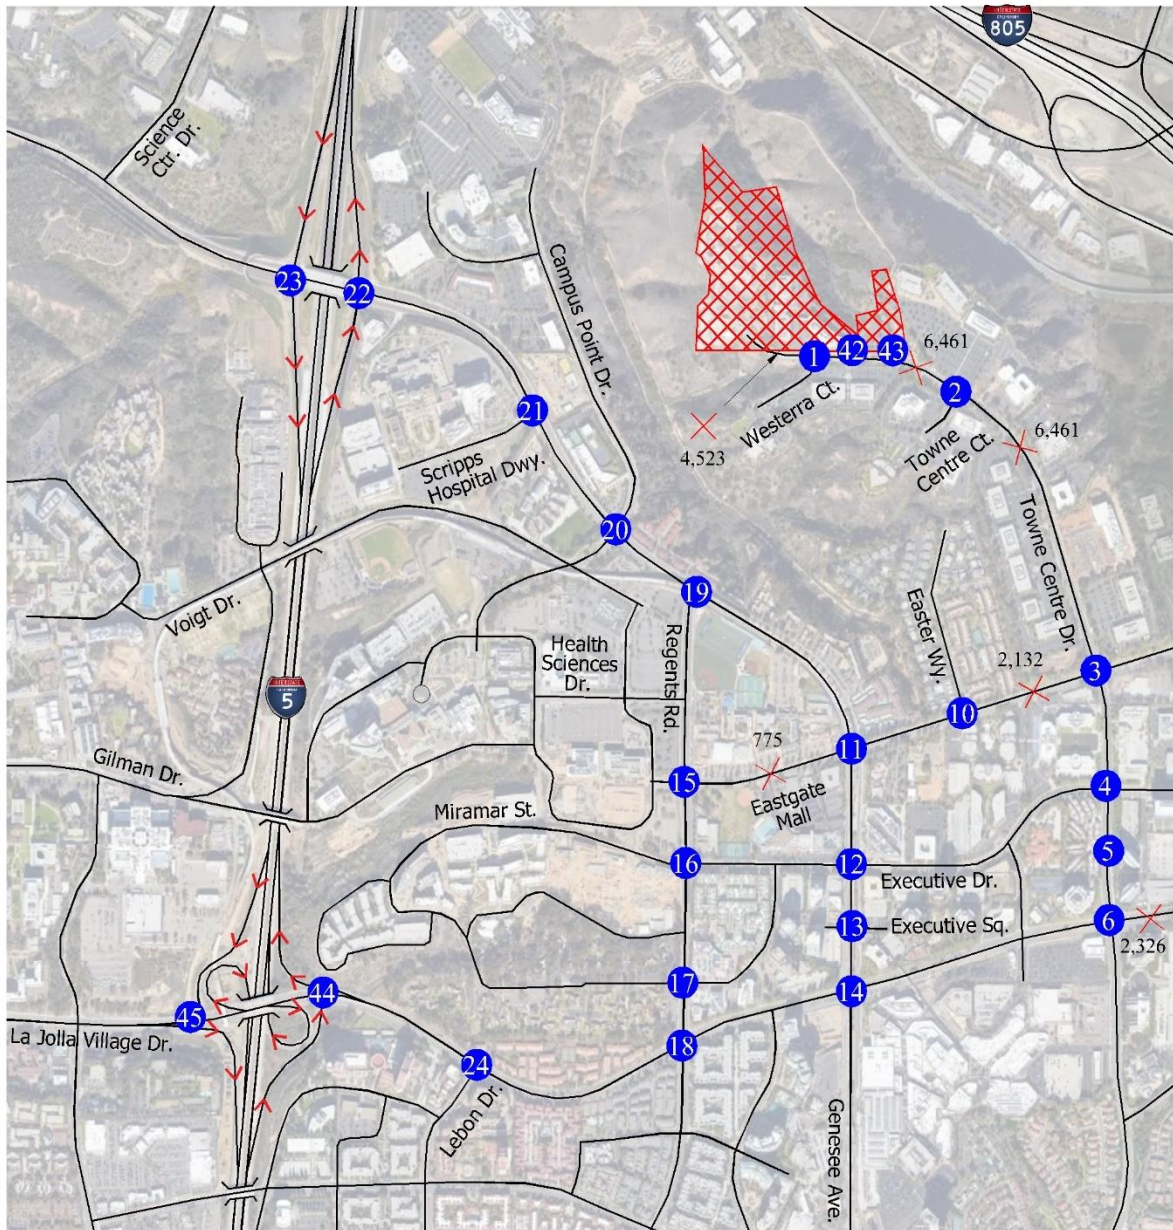 INTERSTATE
CALIFORNIA
805
Science
Ctr. Dr.
Campus Point Dr.
23
22
1
42
43
6,461
2
21
Westerra Ct.
4,523
Towne
Centre Ct.
6,461
Scripps
Hospital Dwy.
20
Towne Centre Dr.
19
Voigt Dr.
Easter Wy.
Health
Sciences
Dr.
Regents Rd.
2,132
3
INTERSTATE
CALIFORNIA
5
10
775
11
Gilman Dr.
15
Eastgate
Mall
4
Miramar St.
16
12
5
Executive Dr.
13
Executive Sq.
6
2,326
17
14
44
45
La Jolla Village Dr.
18
24
Lebon Dr.
Genesee Ave.